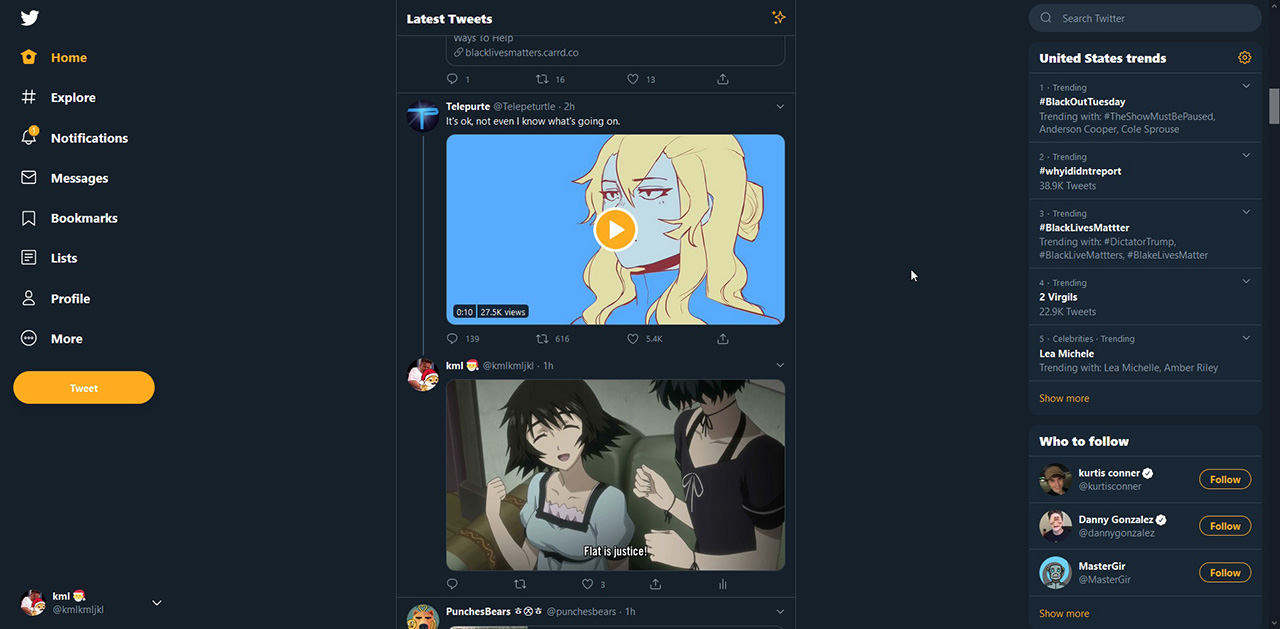 Home
Explore
1
Notifications
Messages
Bookmarks
Lists
Profile
More
Tweet
kml
@kmlkmljkl
Latest Tweets
Ways To Help
blacklivesmatters.carrd.co
1 16 13
Telepurte @Telepeturtle · 2h
It's ok, not even I know what's going on.
0:10 27.5K views
139 616 5.4K
kml @kmlkmljkl · 1h
Flat is justice!
3
PunchesBears @punchesbears · 1h
Search Twitter
United States trends
1 · Trending
#BlackOutTuesday
Trending with: #TheShowMustBePaused,
Anderson Cooper, Cole Sprouse
2 · Trending
#whyididntreport
38.9K Tweets
3 · Trending
#BlackLivesMattter
Trending with: #DictatorTrump,
#BlackLiveMattters, #BlakeLivesMatter
4 · Trending
2 Virgils
22.9K Tweets
5 · Celebrities · Trending
Lea Michele
Trending with: Lea Michelle, Amber Riley
Show more
Who to follow
kurtis conner
@kurtisconner
Follow
Danny Gonzalez
@dannygonzalez
Follow
MasterGir
@MasterGir
Follow
Show more